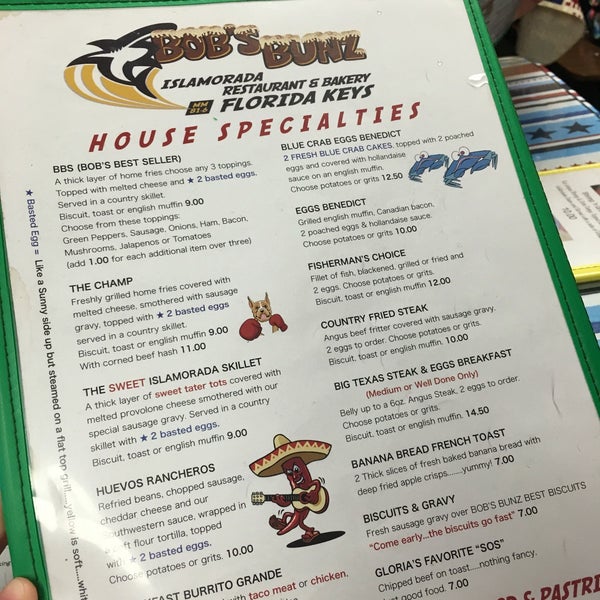 BOB'S BUNZ
ISLAMORADA
RESTAURANT & BAKERY
MM
81.6
FLORIDA KEYS
HOUSE SPECIALTIES
★ Basted Egg = Like a Sunny side up but steamed on a flat top grill.....yellow is soft.....whit
BBS (BOB'S BEST SELLER)
A thick layer of home fries choose any 3 toppings.
Topped with melted cheese and ★ 2 basted eggs.
Served in a country skillet.
Biscuit, toast or english muffin 9.00
Choose from these toppings:
Green Peppers, Sausage, Onions, Ham, Bacon,
Mushrooms, Jalapenos or Tomatoes
(add 1.00 for each additional item over three)
THE CHAMP
Freshly grilled home fries covered with
melted cheese, smothered with sausage
gravy, topped with ★ 2 basted eggs
served in a country skillet.
Biscuit, toast or english muffin 9.00
With corned beef hash 11.00
THE SWEET ISLAMORADA SKILLET
A thick layer of sweet tater tots covered with
melted provolone cheese smothered with our
special sausage gravy. Served in a country
skillet with ★ 2 basted eggs.
Biscuit, toast or english muffin 9.00
HUEVOS RANCHEROS
Refried beans, chopped sausage,
cheddar cheese and our
Southwestern sauce, wrapped in
soft flour tortilla, topped
with ★ 2 basted eggs.
Choose potatoes or grits. 10.00
FAST BURRITO GRANDE
with taco meat or chicken,
BLUE CRAB EGGS BENEDICT
2 FRESH BLUE CRAB CAKES, topped with 2 poached
eggs and covered with hollandaise
sauce on an english muffin.
Choose potatoes or grits 12.50
EGGS BENEDICT
Grilled english muffin, Canadian bacon,
2 poached eggs & hollandaise sauce.
Choose potatoes or grits 10.00
FISHERMAN'S CHOICE
Fillet of fish, blackened, grilled or fried and
2 eggs. Choose potatoes or grits.
Biscuit, toast or english muffin 12.00
COUNTRY FRIED STEAK
Angus beef fritter covered with sausage gravy.
2 eggs to order. Choose potatoes or grits.
Biscuit, toast or english muffin. 10.00
BIG TEXAS STEAK & EGGS BREAKFAST
(Medium or Well Done Only)
Belly up to a 6oz. Angus Steak, 2 eggs to order.
Choose potatoes or grits.
Biscuit, toast or english muffin. 14.50
BANANA BREAD FRENCH TOAST
2 Thick slices of fresh baked banana bread with
deep fried apple crisps.......yummy! 7.00
BISCUITS & GRAVY
Fresh sausage gravy over BOB'S BUNZ BEST BISCUITS
"Come early...the biscuits go fast" 7.00
GLORIA'S FAVORITE "SOS"
Chipped beef on toast.....nothing fancy.
just good food. 7.00
& PASTRI